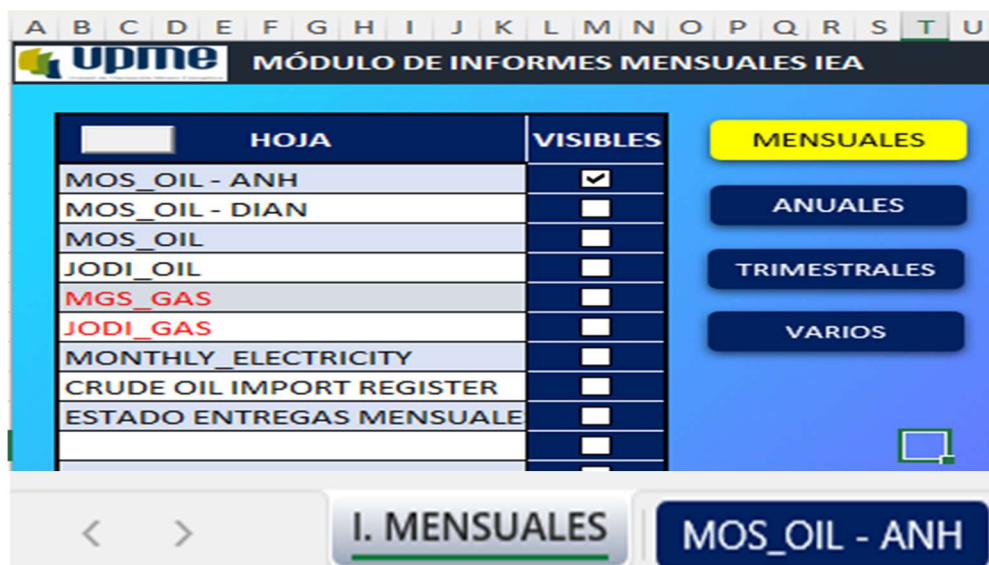 A B C D E F G H I J K L M N O P Q R S T U
upme MÓDULO DE INFORMES MENSUALES IEA
HOJA VISIBLES
MOS_OIL - ANH
MOS_OIL - DIAN
MOS_OIL
JODI_OIL
MGS_GAS
JODI_GAS
MONTHLY_ELECTRICITY
CRUDE OIL IMPORT REGISTER
ESTADO ENTREGAS MENSUALE
MENSUALES
ANUALES
TRIMESTRALES
VARIOS
I. MENSUALES MOS_OIL - ANH